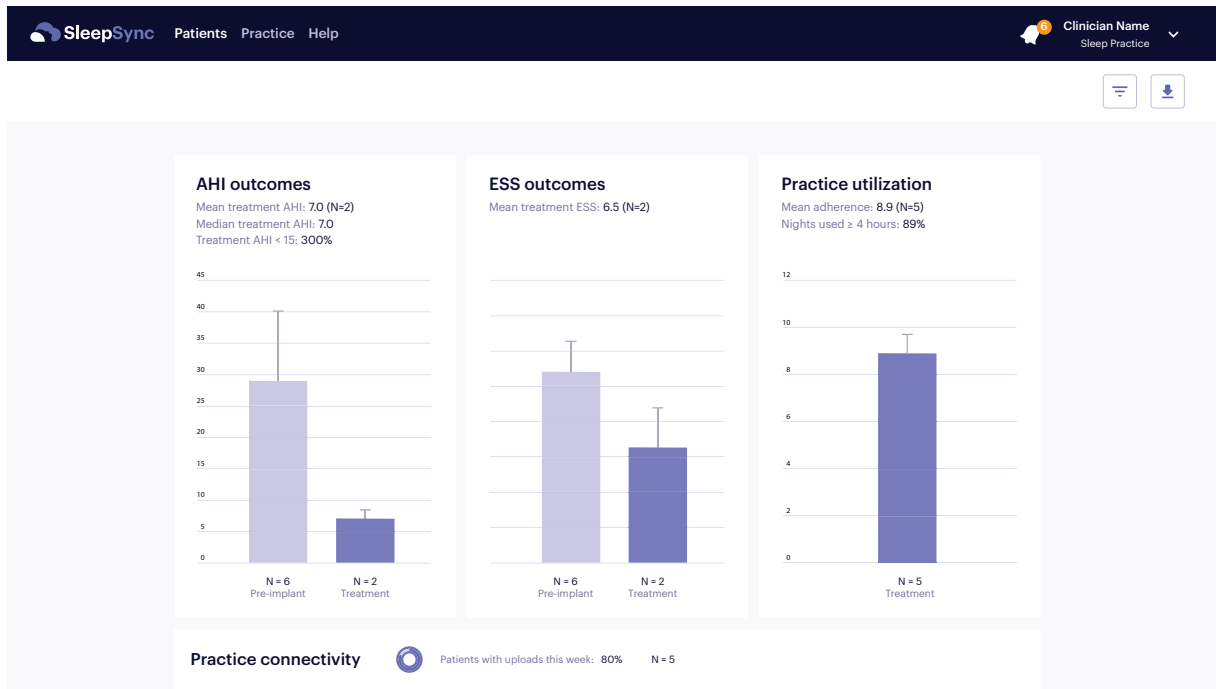 SleepSync Patients Practice Help
6
Clinician Name
Sleep Practice
AHI outcomes
Mean treatment AHI: 7.0 (N=2)
Median treatment AHI: 7.0
Treatment AHI < 15: 300%
45
40
35
30
25
20
15
10
5
0
N = 6
Pre-implant
N = 2
Treatment
ESS outcomes
Mean treatment ESS: 6.5 (N=2)
N = 6
Pre-implant
N = 2
Treatment
Practice utilization
Mean adherence: 8.9 (N=5)
Nights used ≥ 4 hours: 89%
12
10
8
6
4
2
0
N = 5
Treatment
Practice connectivity
Patients with uploads this week: 80% N = 5